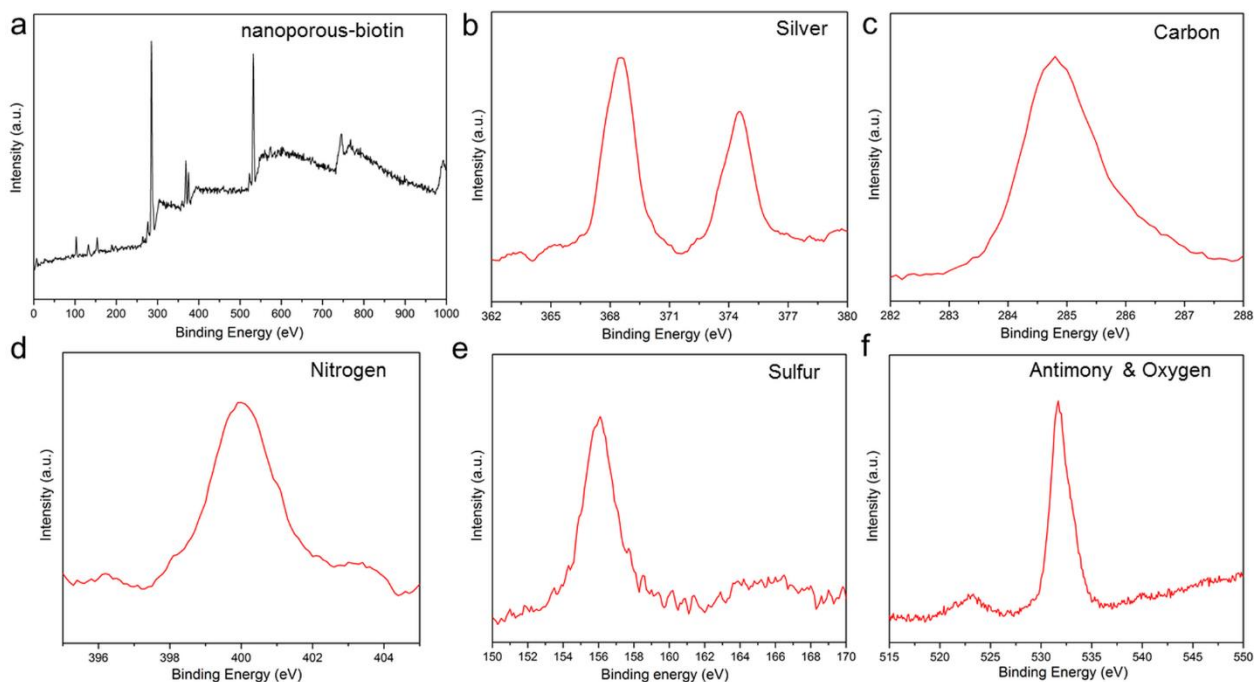 a
nanoporous-biotin
Intensity (a.u.)
0 100 200 300 400 500 600 700 800 900 1000
Binding Energy (eV)
b
Silver
Intensity (a.u.)
362 365 368 371 374 377 380
Binding Energy (eV)
c
Carbon
Intensity (a.u.)
282 283 284 285 286 287 288
Binding Energy (eV)
d
Nitrogen
Intensity (a.u.)
396 398 400 402 404
Binding Energy (eV)
e
Sulfur
Intensity (a.u.)
150 152 154 156 158 160 162 164 166 168 170
Binding energy (eV)
f
Antimony & Oxygen
Intensity (a.u.)
515 520 525 530 535 540 545 550
Binding Energy (eV)